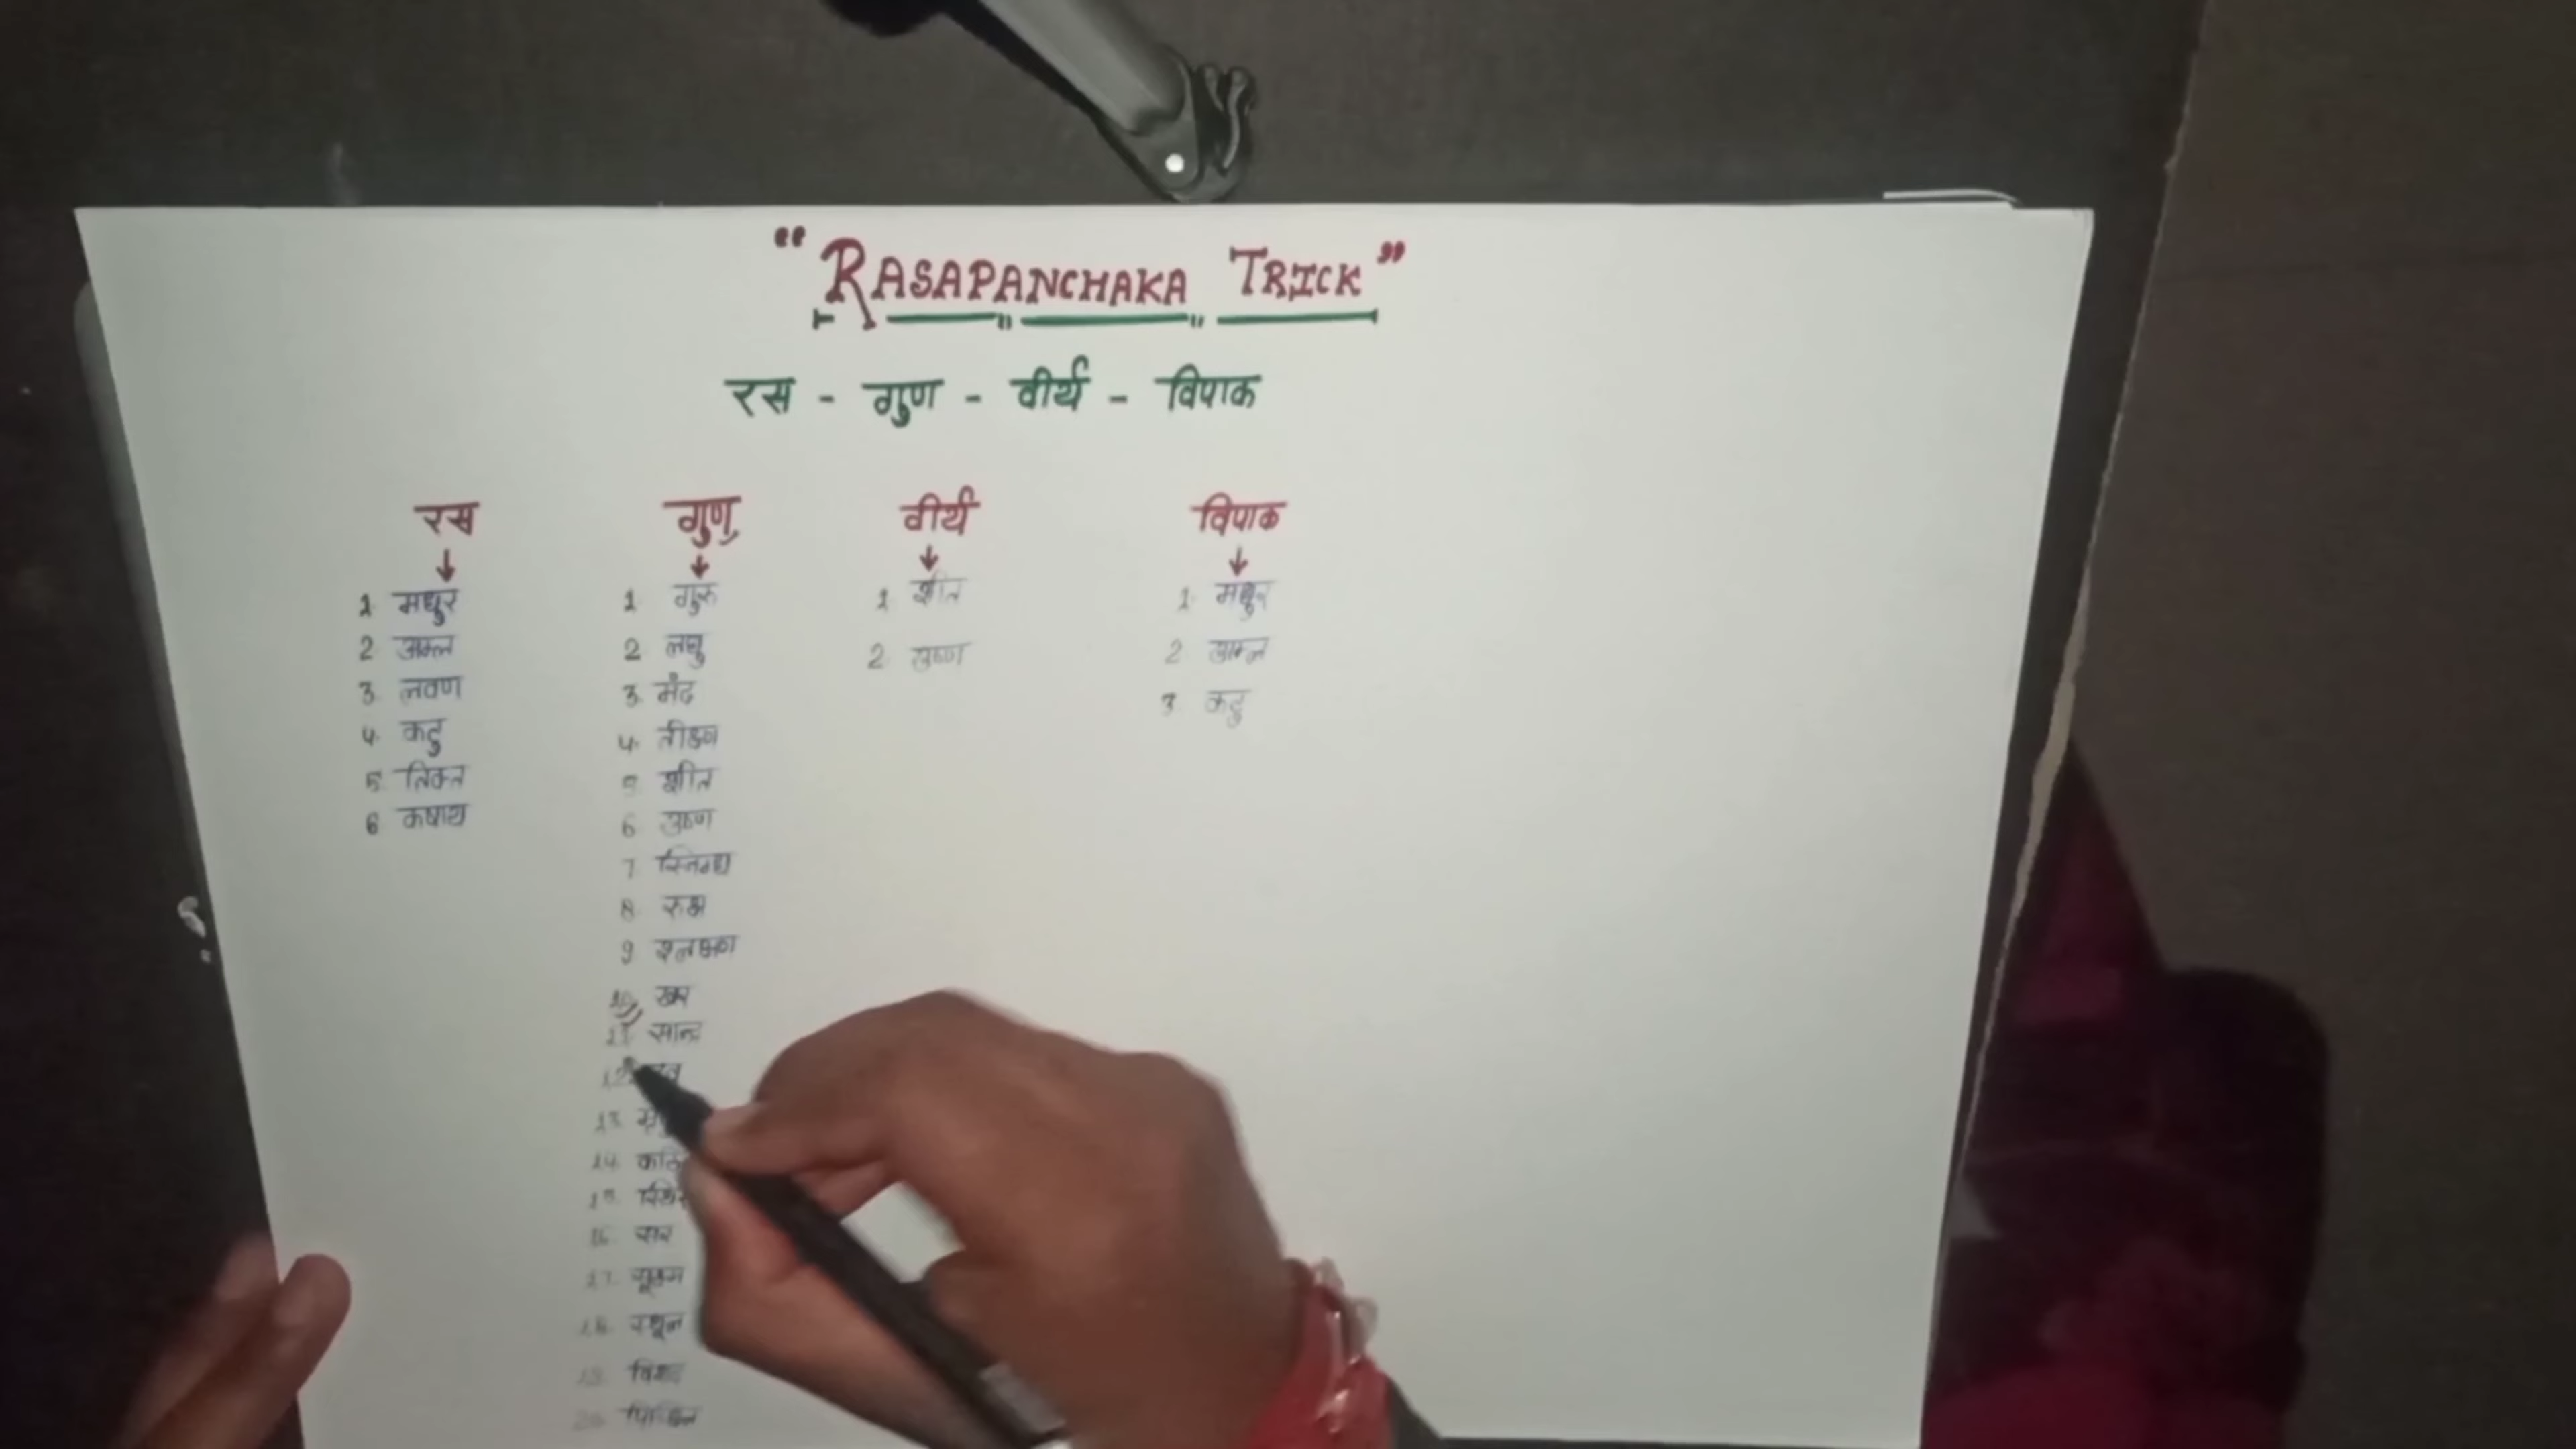 “RASAPANCHAKA TRICK”
रस - गुण - वीर्य - विपाक
रस
1. मधुर
2 अम्ल
3. लवण
4. कटु
5. तिक्त
6 कषाय
गुण
1 गुरु
2 लघु
3. मंद
4. तीक्ष्ण
5 शीत
6 उष्ण
7 स्निग्ध
8. रुक्ष
9 श्लक्ष्ण
10 खर
11 सान्द्र
12
13.
14.
15.
16. सर
17. सूक्ष्म
18. स्थूल
19. विशद
20. पिच्छिल
वीर्य
1. शीत
2. उष्ण
विपाक
1. मधुर
2 अम्ल
3. कटु